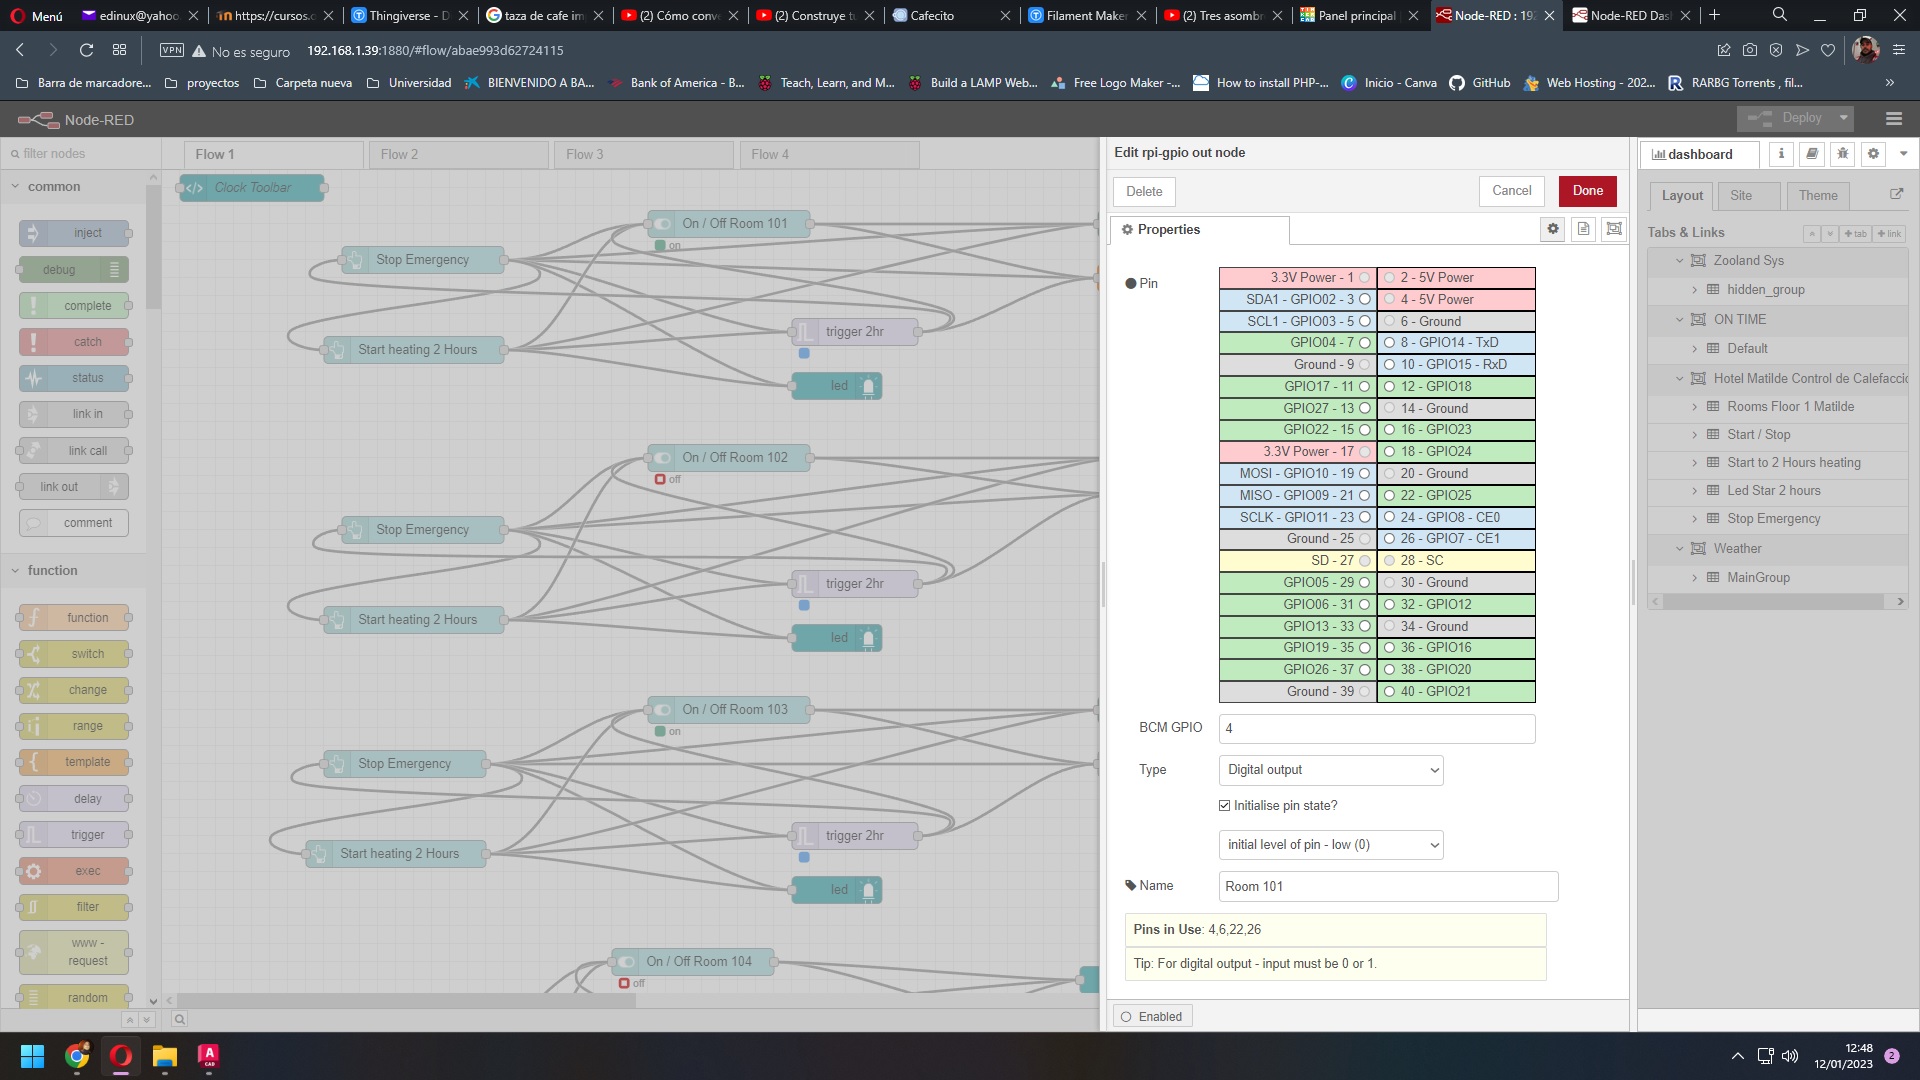 Menú
edinux@yahoo.
https://cursos.c
Thingiverse - D
taza de cafe im
(2) Cómo conve
(2) Construye tu
Cafecito
Filament Maker
(2) Tres asomb
Panel principal
Node-RED : 192
Node-RED Das
VPN
No es seguro
192.168.1.39:1880/#flow/abae993d62724115
Barra de marcadore...
proyectos
Carpeta nueva
Universidad
BIENVENIDO A BA...
Bank of America - B...
Teach, Learn, and M...
Build a LAMP Web...
Free Logo Maker -...
How to install PHP-...
Inicio - Canva
GitHub
Web Hosting - 202...
RARBG Torrents , fil...
Node-RED
Deploy
filter nodes
common
inject
debug
complete
catch
status
link in
link call
link out
comment
function
function
switch
change
range
template
delay
trigger
exec
filter
www -
request
random
Flow 1
Flow 2
Flow 3
Flow 4
Clock Toolbar
On / Off Room 101
on
Stop Emergency
trigger 2hr
Start heating 2 Hours
led
On / Off Room 102
off
Stop Emergency
trigger 2hr
Start heating 2 Hours
led
On / Off Room 103
on
Stop Emergency
trigger 2hr
Start heating 2 Hours
led
On / Off Room 104
off
Edit rpi-gpio out node
Delete
Cancel
Done
Properties
Pin
3.3V Power - 1
2 - 5V Power
SDA1 - GPIO02 - 3
4 - 5V Power
SCL1 - GPIO03 - 5
6 - Ground
GPIO04 - 7
8 - GPIO14 - TxD
Ground - 9
10 - GPIO15 - RxD
GPIO17 - 11
12 - GPIO18
GPIO27 - 13
14 - Ground
GPIO22 - 15
16 - GPIO23
3.3V Power - 17
18 - GPIO24
MOSI - GPIO10 - 19
20 - Ground
MISO - GPIO09 - 21
22 - GPIO25
SCLK - GPIO11 - 23
24 - GPIO8 - CE0
Ground - 25
26 - GPIO7 - CE1
SD - 27
28 - SC
GPIO05 - 29
30 - Ground
GPIO06 - 31
32 - GPIO12
GPIO13 - 33
34 - Ground
GPIO19 - 35
36 - GPIO16
GPIO26 - 37
38 - GPIO20
Ground - 39
40 - GPIO21
BCM GPIO
4
Type
Digital output
Initialise pin state?
initial level of pin - low (0)
Name
Room 101
Pins in Use: 4,6,22,26
Tip: For digital output - input must be 0 or 1.
Enabled
dashboard
Layout
Site
Theme
Tabs & Links
tab
link
Zooland Sys
hidden_group
ON TIME
Default
Hotel Matilde Control de Calefacció
Rooms Floor 1 Matilde
Start / Stop
Start to 2 Hours heating
Led Star 2 hours
Stop Emergency
Weather
MainGroup
12:48
12/01/2023
2